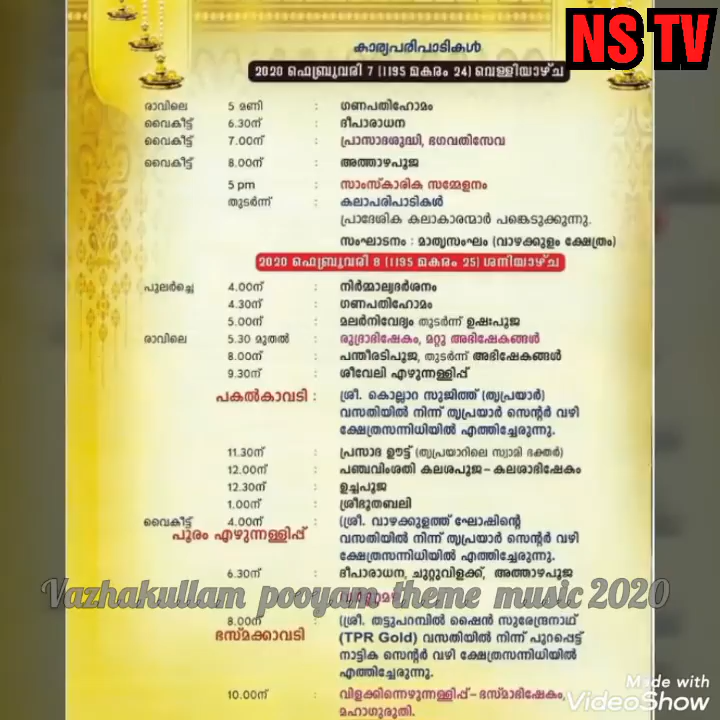 NS TV
കാര്യപരിപാടികൾ
2020 ഫെബ്രുവരി 7 (1195 മകരം 24) വെള്ളിയാഴ്ച
രാവിലെ 5 മണി : ഗണപതിഹോമം
വൈകീട്ട് 6.30ന് : ദീപാരാധന
വൈകീട്ട് 7.00ന് : പ്രാസാദശുദ്ധി, ഭഗവതിസേവ
വൈകീട്ട് 8.00ന് : അത്താഴപൂജ
5 pm : സാംസ്കാരിക സമ്മേളനം
തുടർന്ന് : കലാപരിപാടികൾ
പ്രാദേശിക കലാകാരന്മാർ പങ്കെടുക്കുന്നു.
സംഘാടനം : മാതൃസംഘം (വാഴക്കുളം ക്ഷേത്രം)
2020 ഫെബ്രുവരി 8 (1195 മകരം 25) ശനിയാഴ്ച
പുലർച്ചെ 4.00ന് : നിർമ്മാല്യദർശനം
4.30ന് : ഗണപതിഹോമം
5.00ന് : മലർനിവേദ്യം തുടർന്ന് ഉഷഃപൂജ
രാവിലെ 5.30 മുതൽ : രുദ്രാഭിഷേകം, മറ്റു അഭിഷേകങ്ങൾ
8.00ന് : പന്തീരടിപൂജ, തുടർന്ന് അഭിഷേകങ്ങൾ
9.30ന് : ശീവേലി എഴുന്നള്ളിപ്പ്
പകൽകാവടി : ശ്രീ. കൊല്ലാറ സുജിത്ത് (തൃപ്രയാർ)
വസതിയിൽ നിന്ന് തൃപ്രയാർ സെന്റർ വഴി
ക്ഷേത്രസന്നിധിയിൽ എത്തിച്ചേരുന്നു.
11.30ന് : പ്രസാദ ഊട്ട് (തൃപ്രയാറിലെ സ്വാമി ഭക്തർ)
12.00ന് : പഞ്ചവിംശതി കലശപൂജ - കലശാഭിഷേകം
12.30ന് : ഉച്ചപൂജ
1.00ന് : ശ്രീഭൂതബലി
വൈകീട്ട് 4.00ന് : (ശ്രീ. വാഴക്കുളത്ത് ഘോഷിന്റെ
പൂരം എഴുന്നള്ളിപ്പ് വസതിയിൽ നിന്ന് തൃപ്രയാർ സെന്റർ വഴി
ക്ഷേത്രസന്നിധിയിൽ എത്തിച്ചേരുന്നു.
6.30ന് : ദീപാരാധന, ചുറ്റുവിളക്ക്, അത്താഴപൂജ
Vazhakullam pooyam theme music 2020
8.00ന് : (ശ്രീ. തട്ടുപറമ്പിൽ ഷൈൻ സുരേന്ദ്രനാഥ്
ഭസ്മക്കാവടി (TPR Gold) വസതിയിൽ നിന്ന് പുറപ്പെട്ട്
നാട്ടിക സെന്റർ വഴി ക്ഷേത്രസന്നിധിയിൽ
എത്തിച്ചേരുന്നു.
10.00ന് : വിളക്കിന്നെഴുന്നള്ളിപ്പ് - ഭസ്മാഭിഷേകം,
മഹാഗുരുതി.
Made with
VideoShow